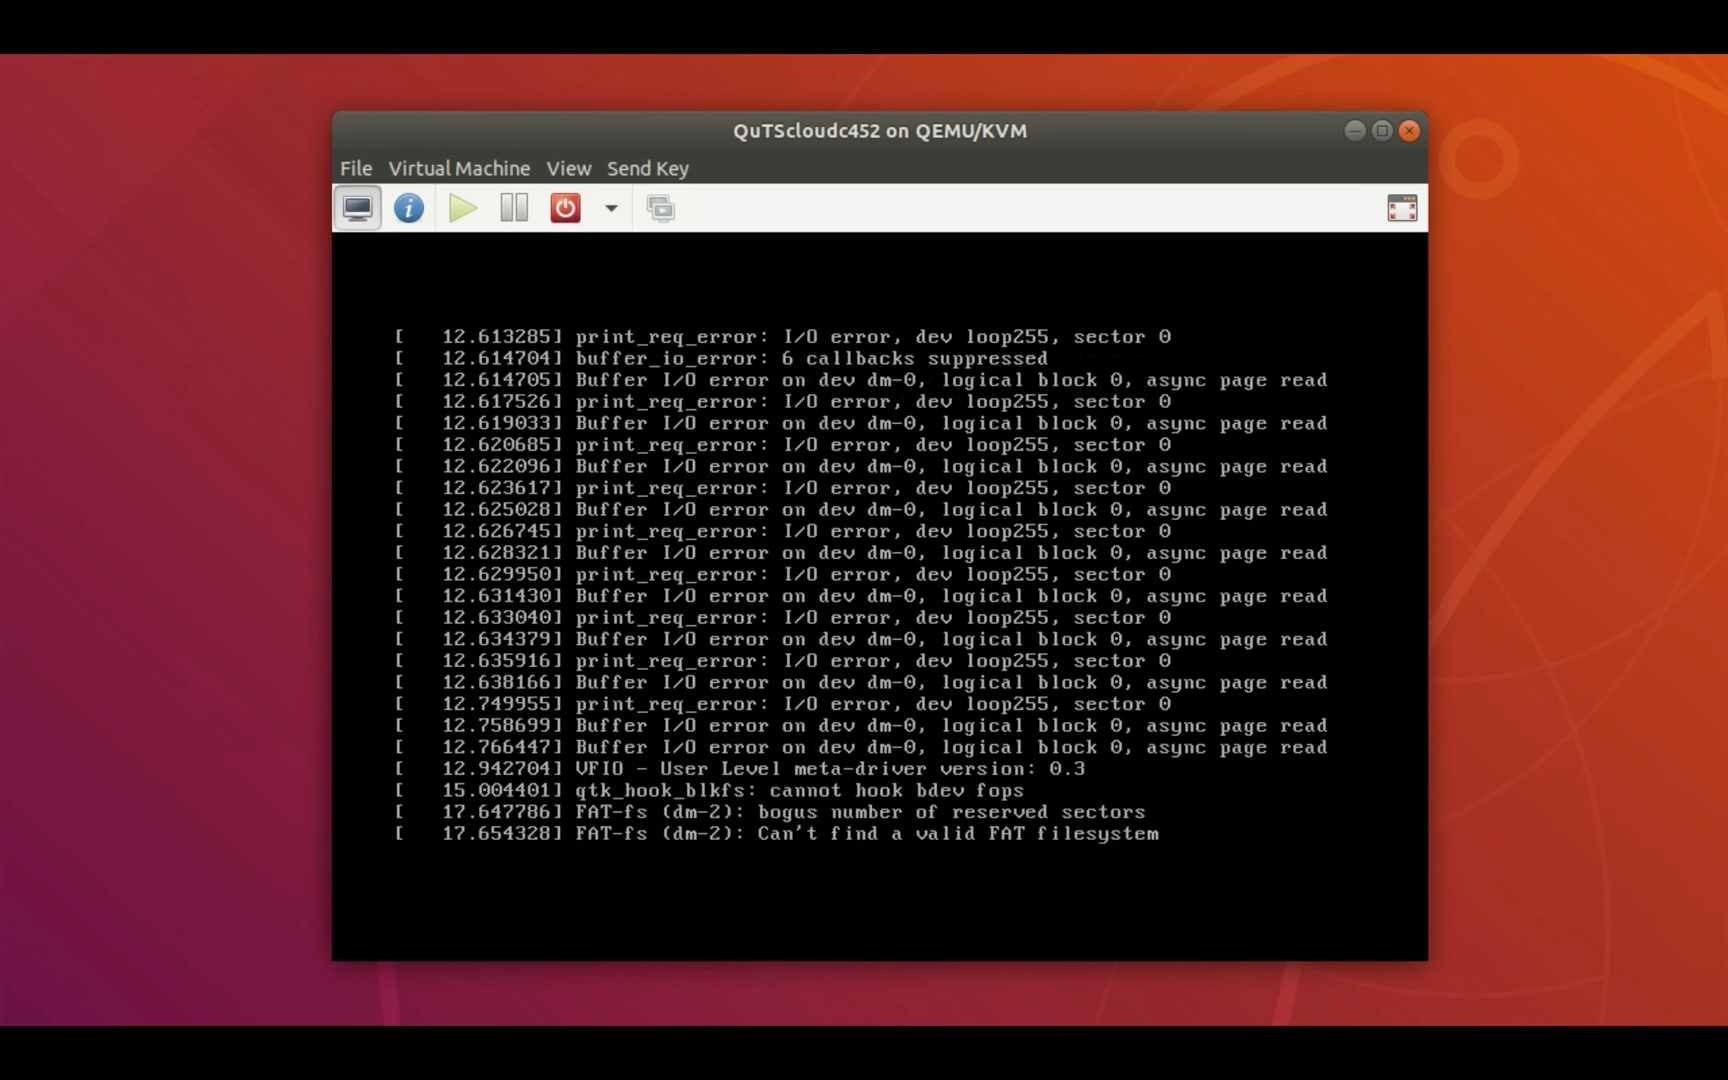 QuTScloudc452 on QEMU/KVM
File Virtual Machine View Send Key
[   12.613285] print_req_error: I/O error, dev loop255, sector 0
[   12.614704] buffer_io_error: 6 callbacks suppressed
[   12.614705] Buffer I/O error on dev dm-0, logical block 0, async page read
[   12.617526] print_req_error: I/O error, dev loop255, sector 0
[   12.619033] Buffer I/O error on dev dm-0, logical block 0, async page read
[   12.620685] print_req_error: I/O error, dev loop255, sector 0
[   12.622096] Buffer I/O error on dev dm-0, logical block 0, async page read
[   12.623617] print_req_error: I/O error, dev loop255, sector 0
[   12.625028] Buffer I/O error on dev dm-0, logical block 0, async page read
[   12.626745] print_req_error: I/O error, dev loop255, sector 0
[   12.628321] Buffer I/O error on dev dm-0, logical block 0, async page read
[   12.629950] print_req_error: I/O error, dev loop255, sector 0
[   12.631430] Buffer I/O error on dev dm-0, logical block 0, async page read
[   12.633040] print_req_error: I/O error, dev loop255, sector 0
[   12.634379] Buffer I/O error on dev dm-0, logical block 0, async page read
[   12.635916] print_req_error: I/O error, dev loop255, sector 0
[   12.638166] Buffer I/O error on dev dm-0, logical block 0, async page read
[   12.749955] print_req_error: I/O error, dev loop255, sector 0
[   12.758699] Buffer I/O error on dev dm-0, logical block 0, async page read
[   12.766447] Buffer I/O error on dev dm-0, logical block 0, async page read
[   12.942704] VFIO - User Level meta-driver version: 0.3
[   15.004401] qtk_hook_blkfs: cannot hook bdev fops
[   17.647786] FAT-fs (dm-2): bogus number of reserved sectors
[   17.654328] FAT-fs (dm-2): Can't find a valid FAT filesystem